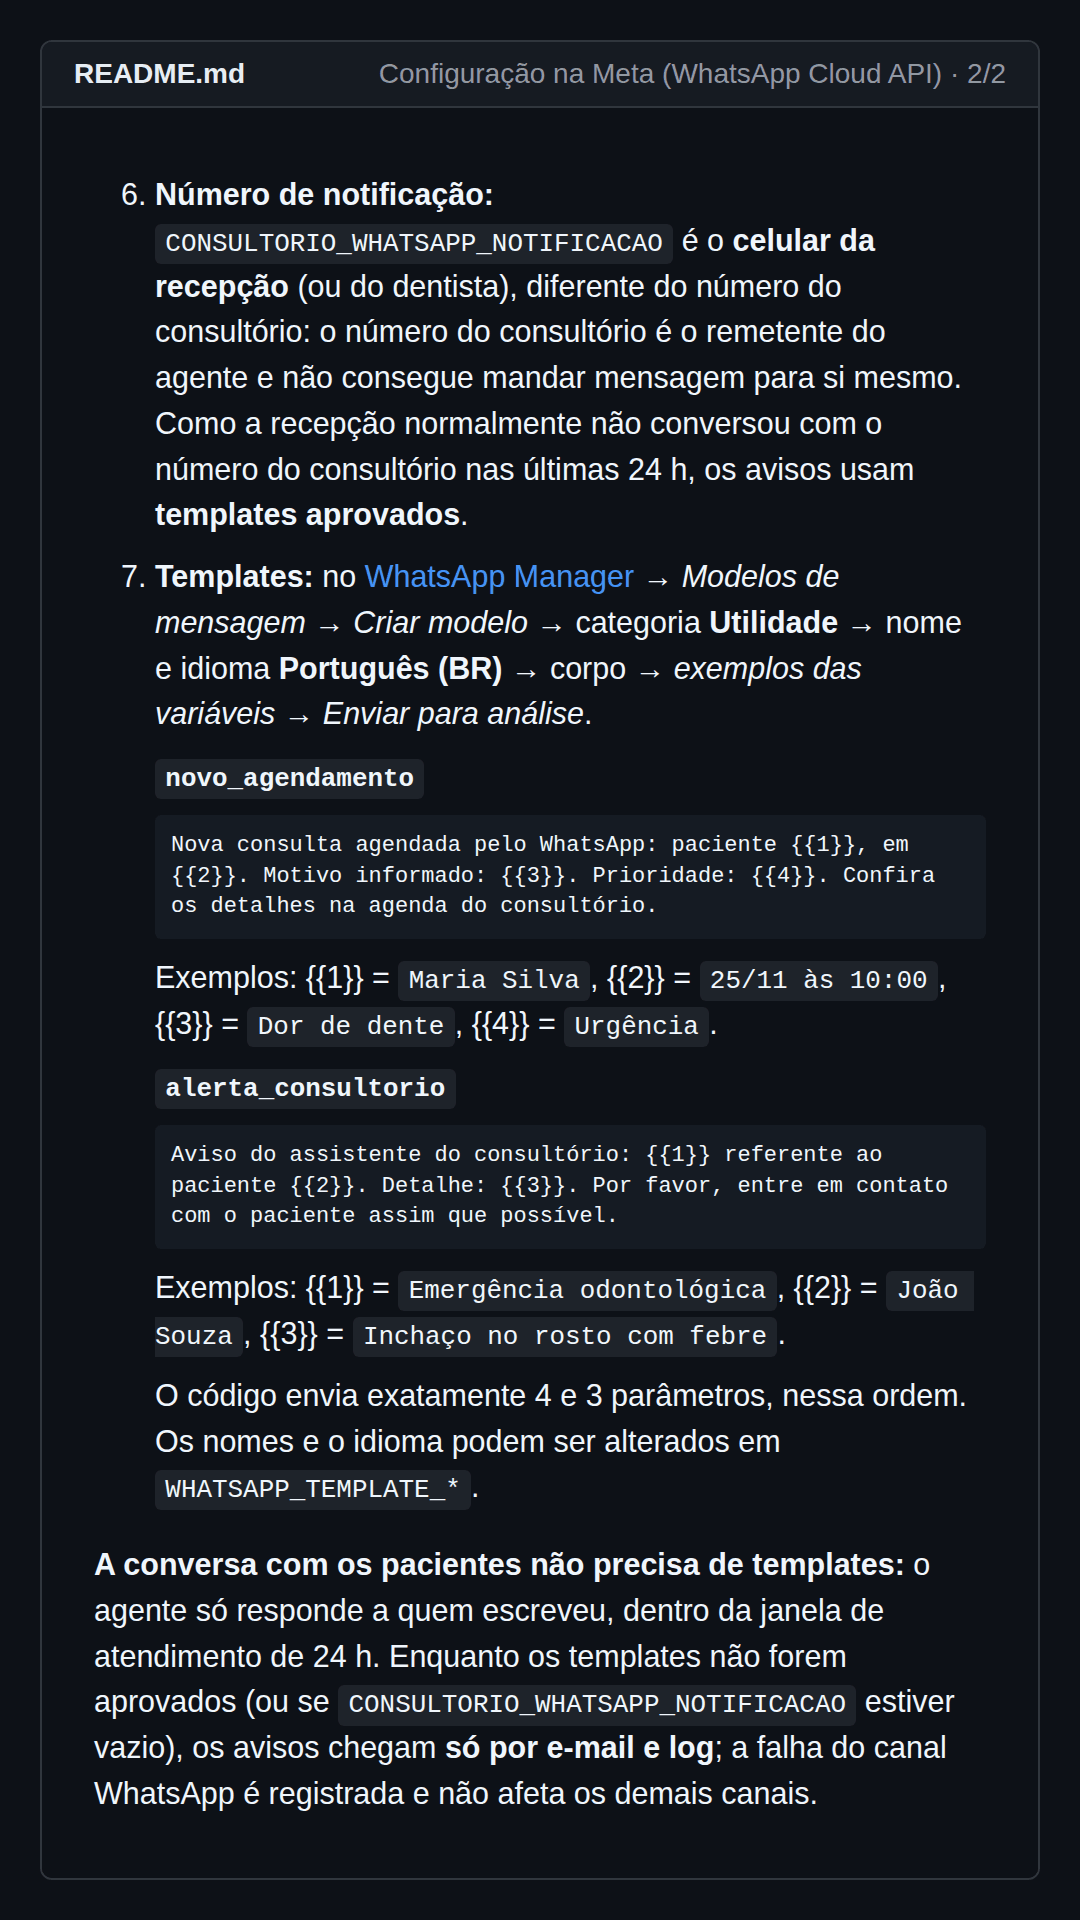 README.md
Configuração na Meta (WhatsApp Cloud API) · 2/2
6. Número de notificação:
CONSULTORIO_WHATSAPP_NOTIFICACAO é o celular da
recepção (ou do dentista), diferente do número do
consultório: o número do consultório é o remetente do
agente e não consegue mandar mensagem para si mesmo.
Como a recepção normalmente não conversou com o
número do consultório nas últimas 24 h, os avisos usam
templates aprovados.
7. Templates: no WhatsApp Manager → Modelos de
mensagem → Criar modelo → categoria Utilidade → nome
e idioma Português (BR) → corpo → exemplos das
variáveis → Enviar para análise.
novo_agendamento
Nova consulta agendada pelo WhatsApp: paciente {{1}}, em
{{2}}. Motivo informado: {{3}}. Prioridade: {{4}}. Confira
os detalhes na agenda do consultório.
Exemplos: {{1}} = Maria Silva, {{2}} = 25/11 às 10:00,
{{3}} = Dor de dente, {{4}} = Urgência.
alerta_consultorio
Aviso do assistente do consultório: {{1}} referente ao
paciente {{2}}. Detalhe: {{3}}. Por favor, entre em contato
com o paciente assim que possível.
Exemplos: {{1}} = Emergência odontológica, {{2}} = João
Souza, {{3}} = Inchaço no rosto com febre.
O código envia exatamente 4 e 3 parâmetros, nessa ordem.
Os nomes e o idioma podem ser alterados em
WHATSAPP_TEMPLATE_*.
A conversa com os pacientes não precisa de templates: o
agente só responde a quem escreveu, dentro da janela de
atendimento de 24 h. Enquanto os templates não forem
aprovados (ou se CONSULTORIO_WHATSAPP_NOTIFICACAO estiver
vazio), os avisos chegam só por e-mail e log; a falha do canal
WhatsApp é registrada e não afeta os demais canais.